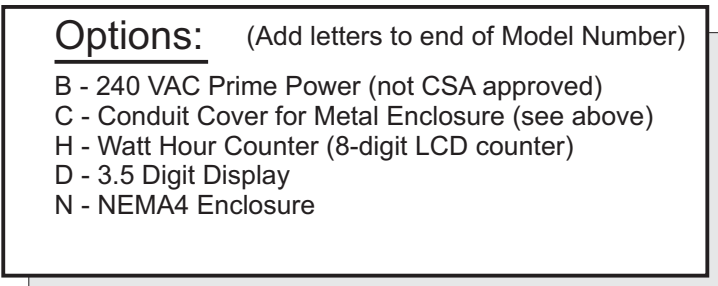 Options: (Add letters to end of Model Number)
B - 240 VAC Prime Power (not CSA approved)
C - Conduit Cover for Metal Enclosure (see above)
H - Watt Hour Counter (8-digit LCD counter)
D - 3.5 Digit Display
N - NEMA4 Enclosure